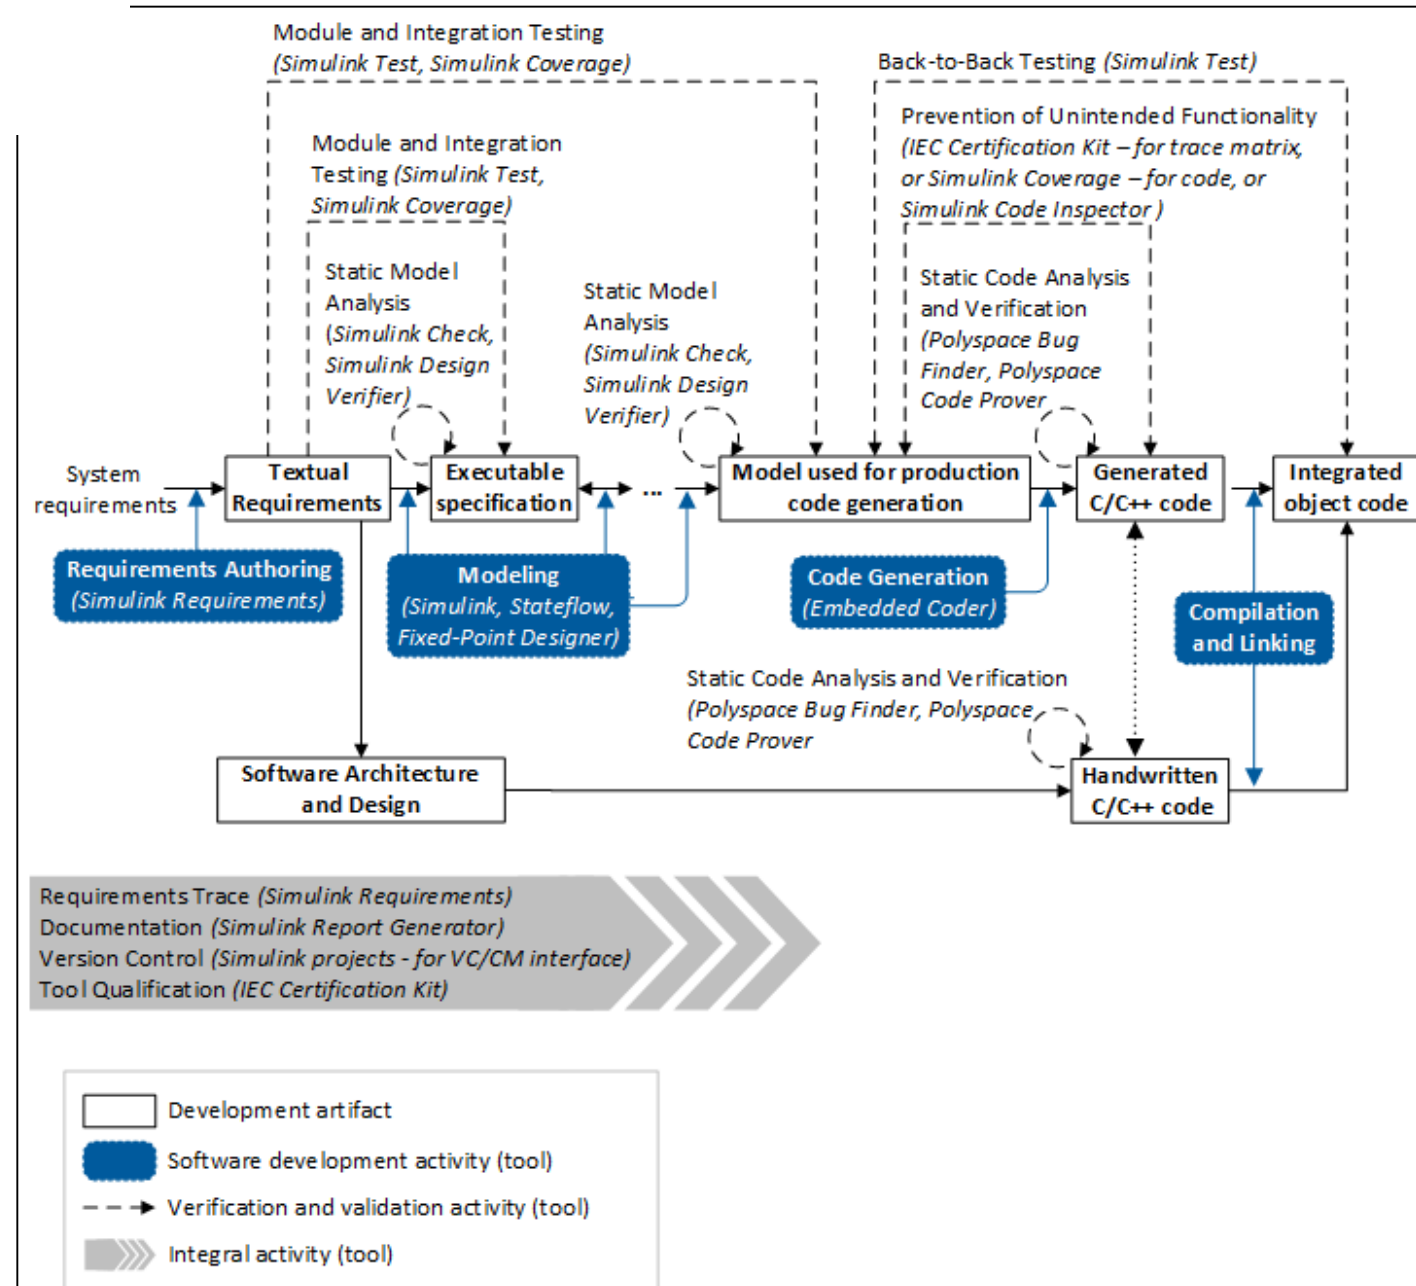 Module and Integration Testing
(Simulink Test, Simulink Coverage)
Back-to-Back Testing (Simulink Test)
Prevention of Unintended Functionality
(IEC Certification Kit – for trace matrix,
or Simulink Coverage – for code, or
Simulink Code Inspector )
Module and Integration
Testing (Simulink Test,
Simulink Coverage)
Static Model
Analysis
(Simulink Check,
Simulink Design
Verifier)
Static Model
Analysis
(Simulink Check,
Simulink Design
Verifier)
Static Code Analysis
and Verification
(Polyspace Bug
Finder, Polyspace
Code Prover
System
requirements
Textual
Requirements
Executable
specification
...
Model used for production
code generation
Generated
C/C++ code
Integrated
object code
Requirements Authoring
(Simulink Requirements)
Modeling
(Simulink, Stateflow,
Fixed-Point Designer)
Code Generation
(Embedded Coder)
Compilation
and Linking
Static Code Analysis and Verification
(Polyspace Bug Finder, Polyspace
Code Prover
Software Architecture
and Design
Handwritten
C/C++ code
Requirements Trace (Simulink Requirements)
Documentation (Simulink Report Generator)
Version Control (Simulink projects - for VC/CM interface)
Tool Qualification (IEC Certification Kit)
Development artifact
Software development activity (tool)
Verification and validation activity (tool)
Integral activity (tool)